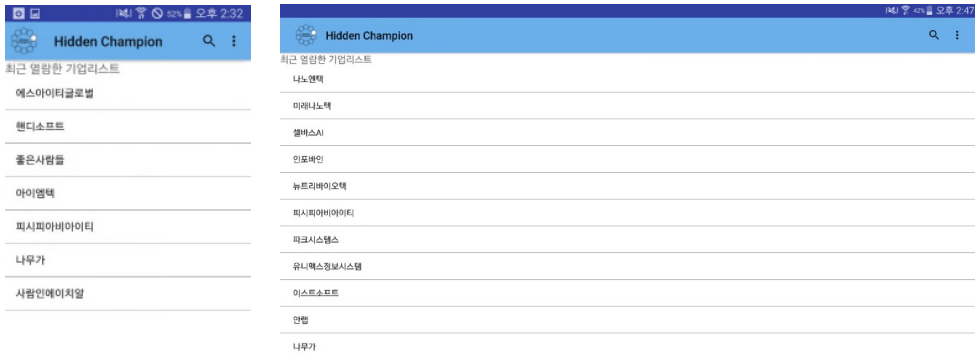 52% 오후 2:32
Hidden Champion
최근 열람한 기업리스트
에스아이티글로벌
핸디소프트
좋은사람들
아이엠텍
피시피아비아이티
나무가
사람인에이치알
42% 오후 2:47
Hidden Champion
최근 열람한 기업리스트
나노엔텍
미래나노텍
셀바스AI
인포바인
뉴트리바이오텍
피시피아비아이티
파크시스템스
유니맥스정보시스템
이스트소프트
안랩
나무가